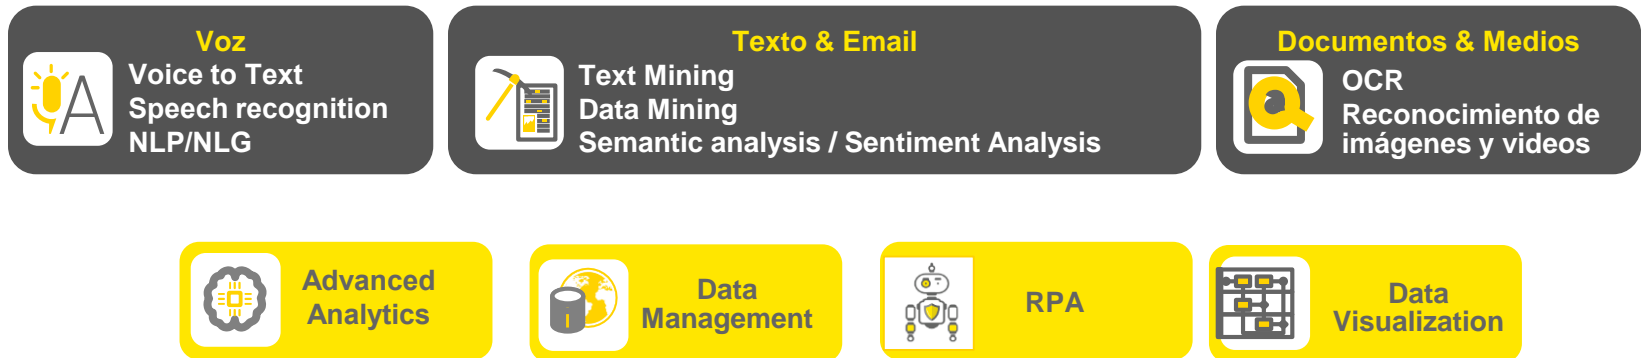 Voz
Voice to Text
Speech recognition
NLP/NLG
Texto & Email
Text Mining
Data Mining
Semantic analysis / Sentiment Analysis
Documentos & Medios
OCR
Reconocimiento de
imágenes y videos
Advanced
Analytics
Data
Management
RPA
Data
Visualization